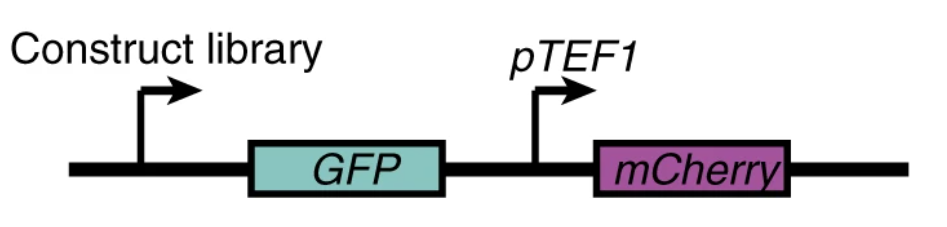 Construct library
pTEF1
GFP
mCherry